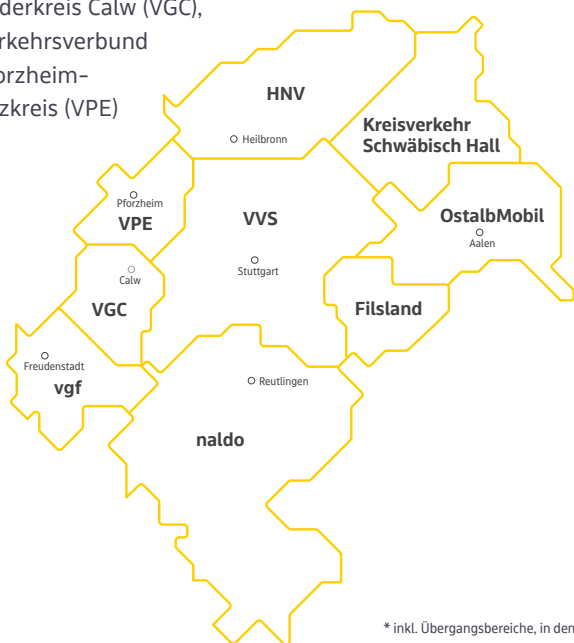 derkreis Calw (VGC),
rkehrsverbund
orzheim–
zkreis (VPE)
HNV
Heilbronn
Kreisverkehr
Schwäbisch Hall
Pforzheim
VPE
VVS
OstalbMobil
Aalen
Stuttgart
Calw
VGC
Filsland
Freudenstadt
vgf
Reutlingen
naldo
* inkl. Übergangsbereiche, in den